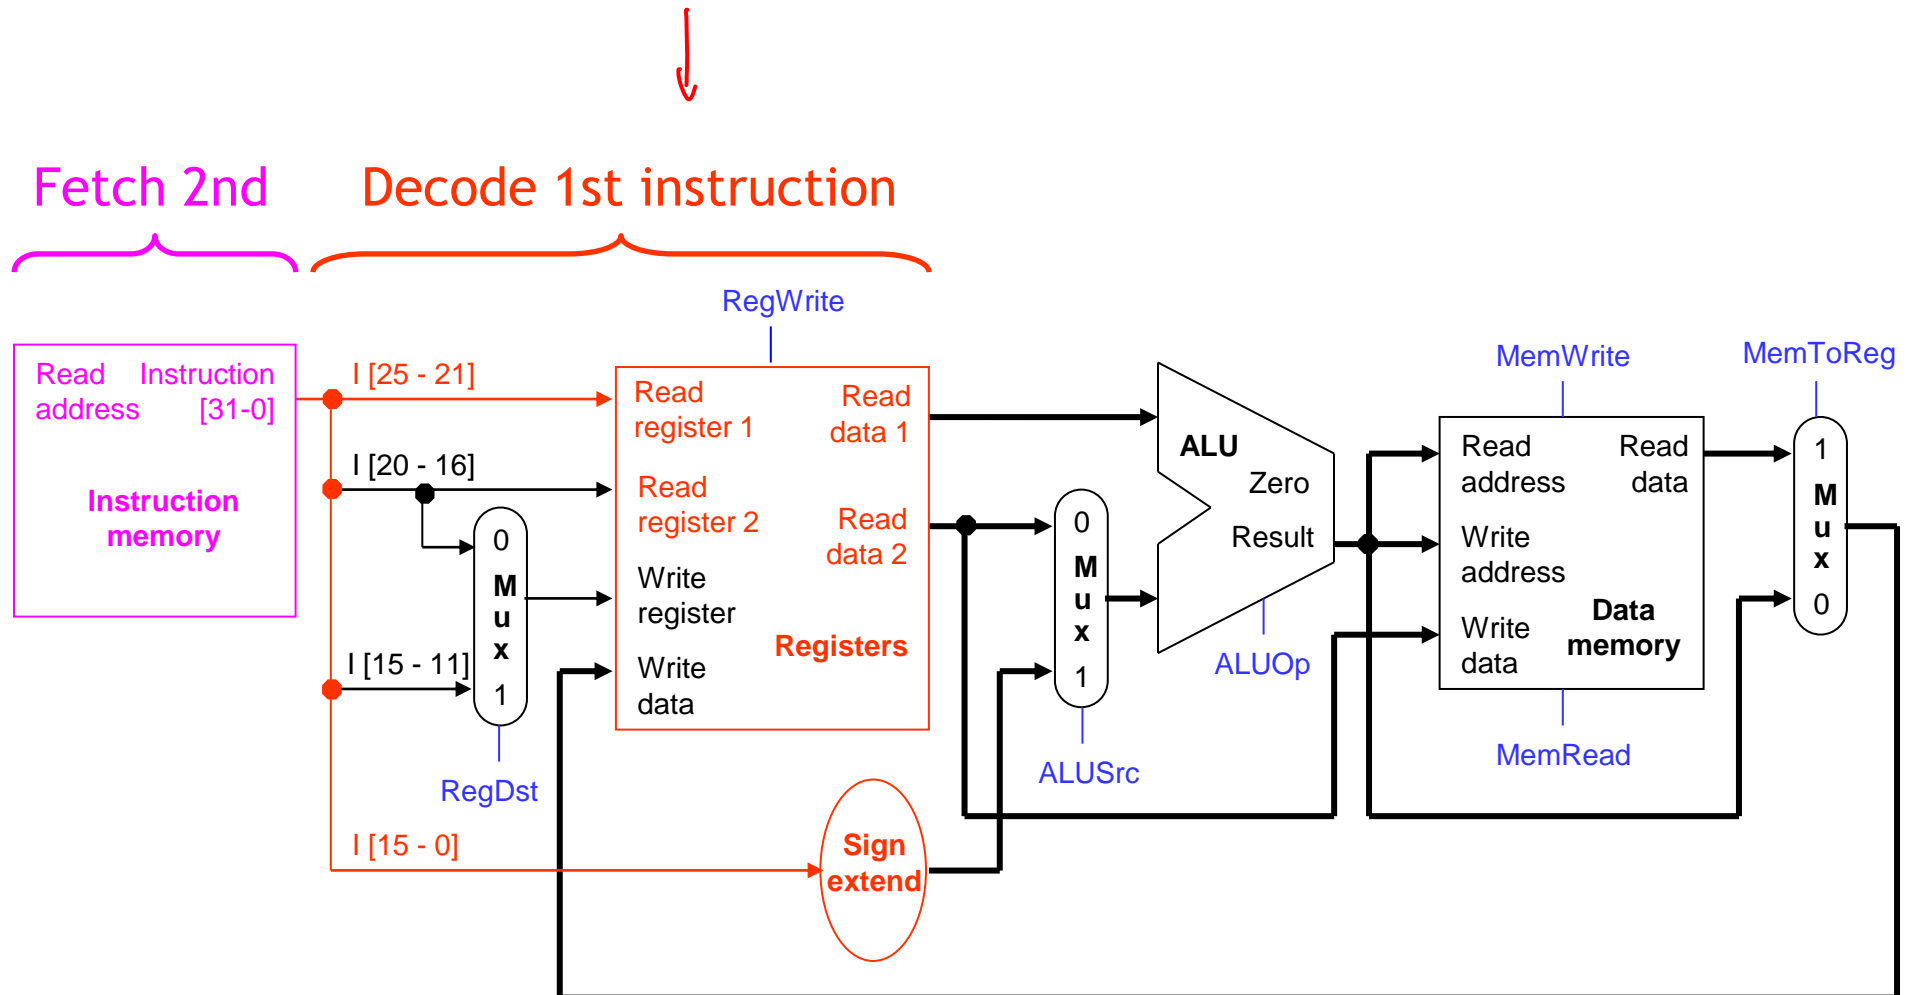 Fetch 2nd
Decode 1st instruction
RegWrite
MemWrite
MemToReg
Read Instruction
address [31-0]
Instruction
memory
I [25 - 21]
I [20 - 16]
I [15 - 11]
I [15 - 0]
0
M
u
x
1
RegDst
Read
register 1
Read
data 1
Read
register 2
Read
data 2
Write
register
Registers
Write
data
Sign
extend
0
M
u
x
1
ALUSrc
ALU
Zero
Result
ALUOp
Read
address
Read
data
Write
address
Data
memory
Write
data
MemRead
1
M
u
x
0